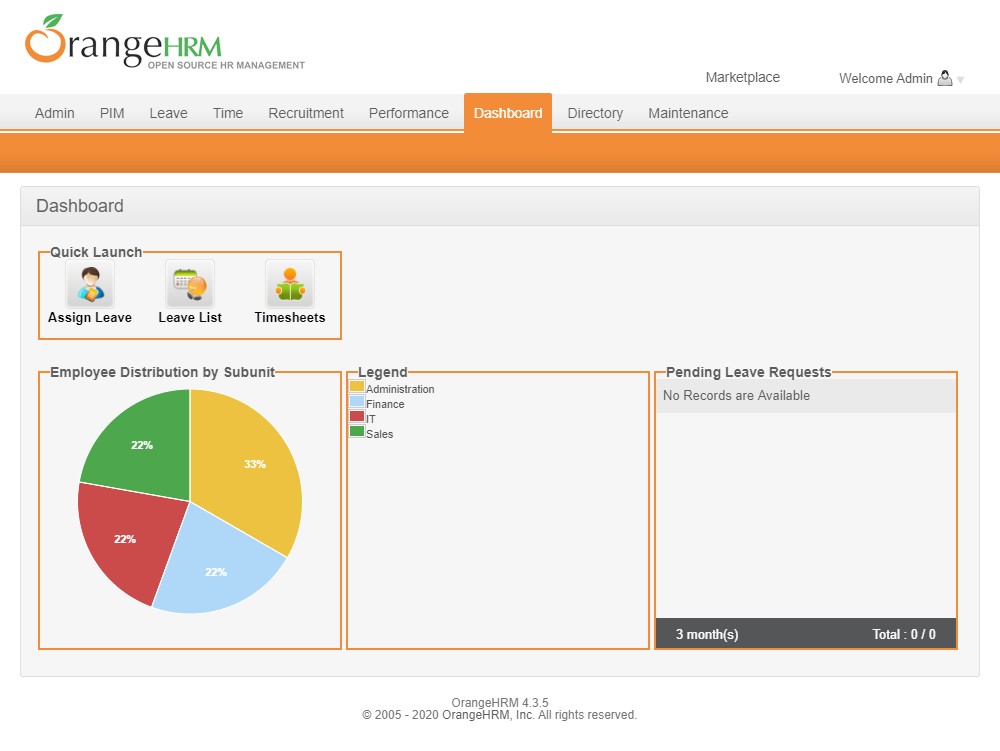 OrangeHRM
OPEN SOURCE HR MANAGEMENT
Marketplace
Welcome Admin
Admin PIM Leave Time Recruitment Performance Dashboard Directory Maintenance
Dashboard
Quick Launch
Assign Leave Leave List Timesheets
Employee Distribution by Subunit
33%
22%
22%
22%
Legend
Administration
Finance
IT
Sales
Pending Leave Requests
No Records are Available
3 month(s) Total : 0 / 0
OrangeHRM 4.3.5
© 2005 - 2020 OrangeHRM, Inc. All rights reserved.